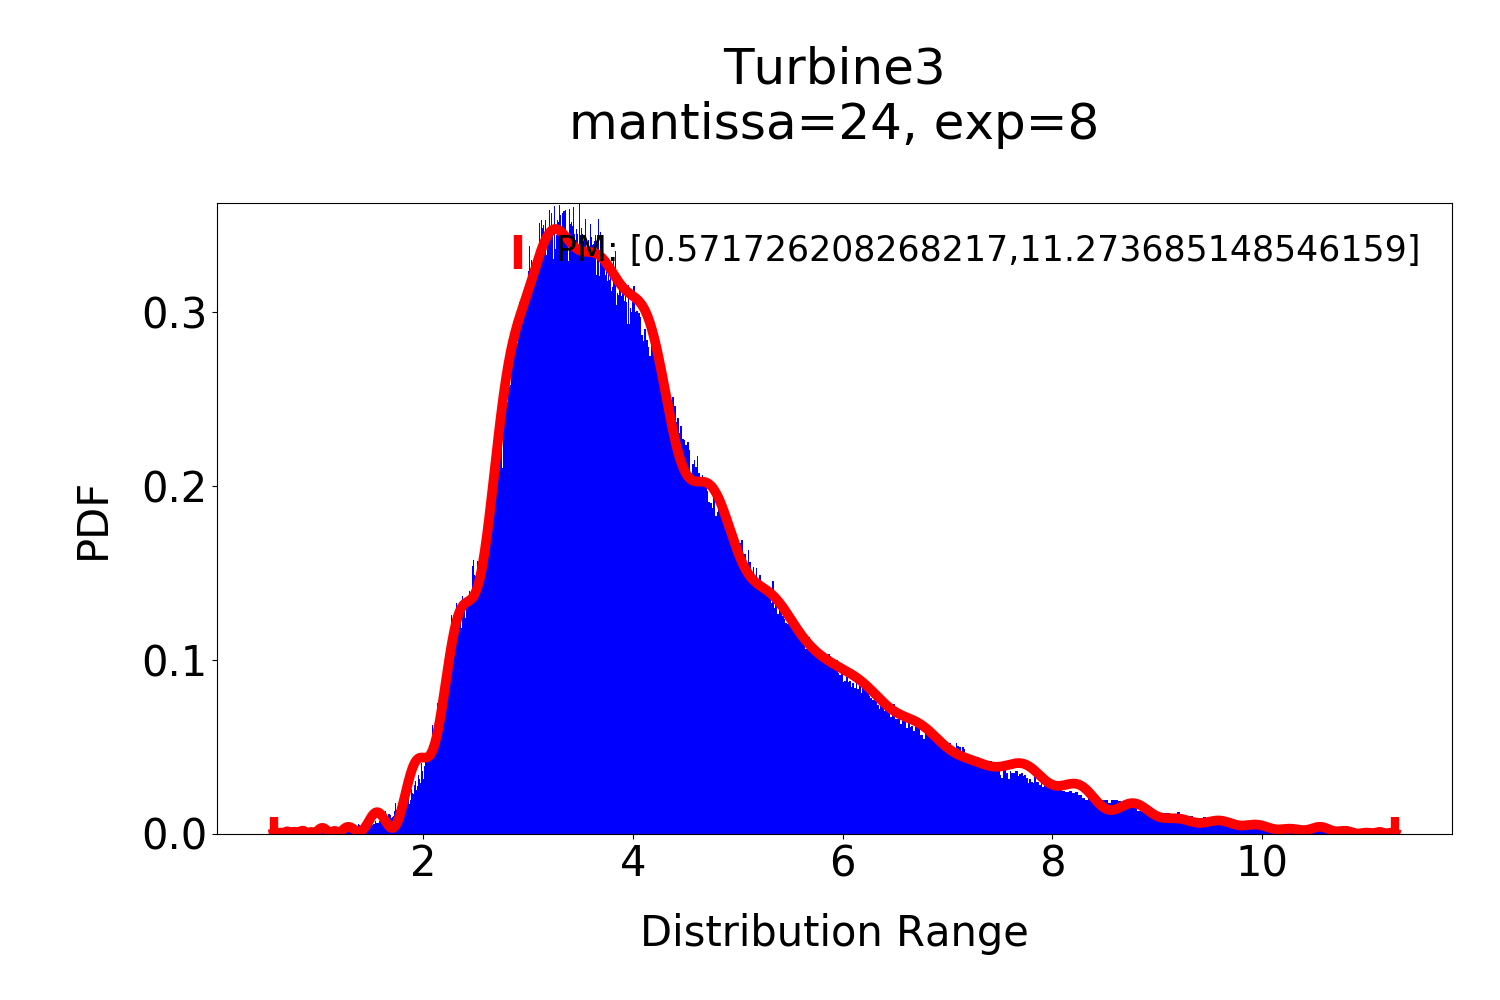 Turbine3
mantissa=24, exp=8
PM: [0.571726208268217,11.273685148546159]
0.3
0.2
0.1
0.0
PDF
2 4 6 8 10
Distribution Range